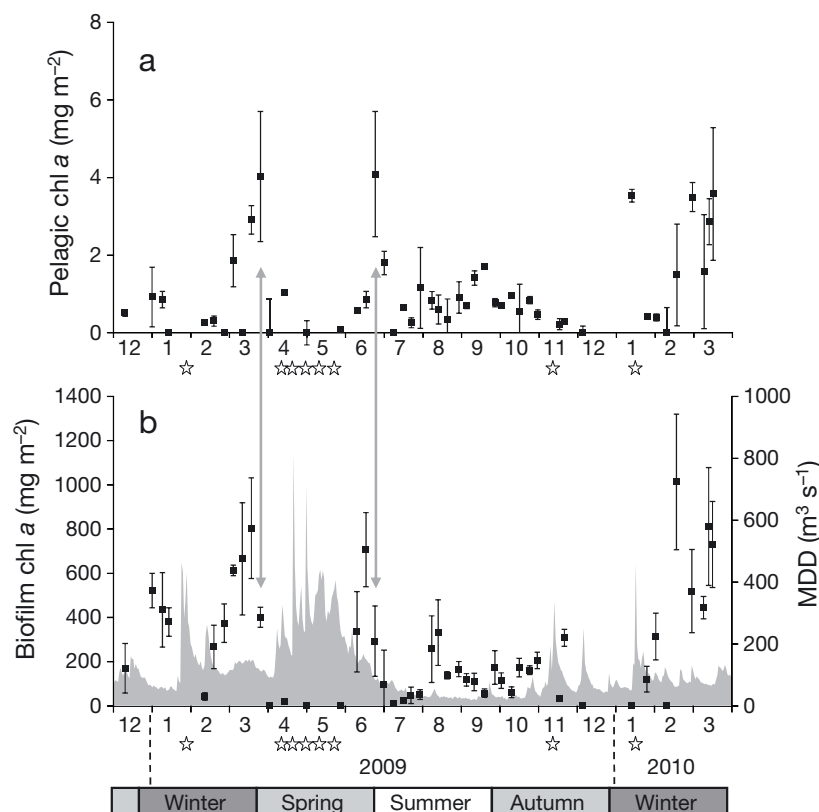 8
a
6
4
2
0
Pelagic chl a (mg m–2)
12 1 2 3 4 5 6 7 8 9 10 11 12 1 2 3
1400
1200
1000
800
600
400
200
0
b
Biofilm chl a (mg m–2)
1000
800
600
400
200
0
MDD (m3 s–1)
12 1 2 3 4 5 6 7 8 9 10 11 12 1 2 3
2009 2010
Winter Spring Summer Autumn Winter